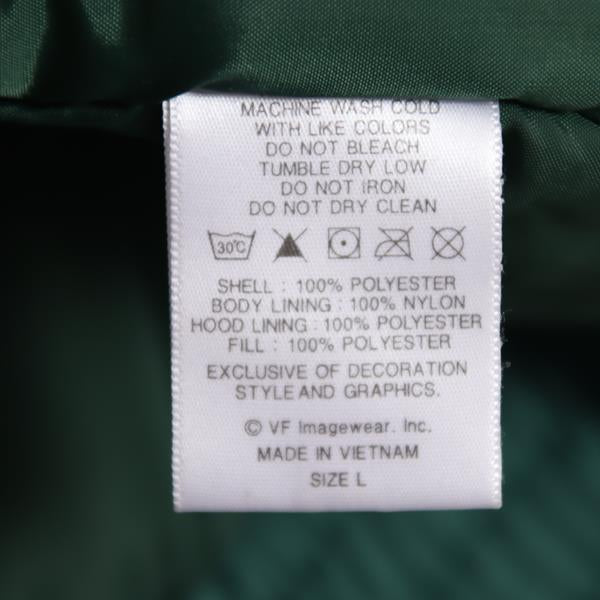 MACHINE WASH COLD
WITH LIKE COLORS
DO NOT BLEACH
TUMBLE DRY LOW
DO NOT IRON
DO NOT DRY CLEAN
30°C
SHELL : 100% POLYESTER
BODY LINING : 100% NYLON
HOOD LINING : 100% POLYESTER
FILL : 100% POLYESTER
EXCLUSIVE OF DECORATION
STYLE AND GRAPHICS.
© VF Imagewear. Inc.
MADE IN VIETNAM
SIZE L